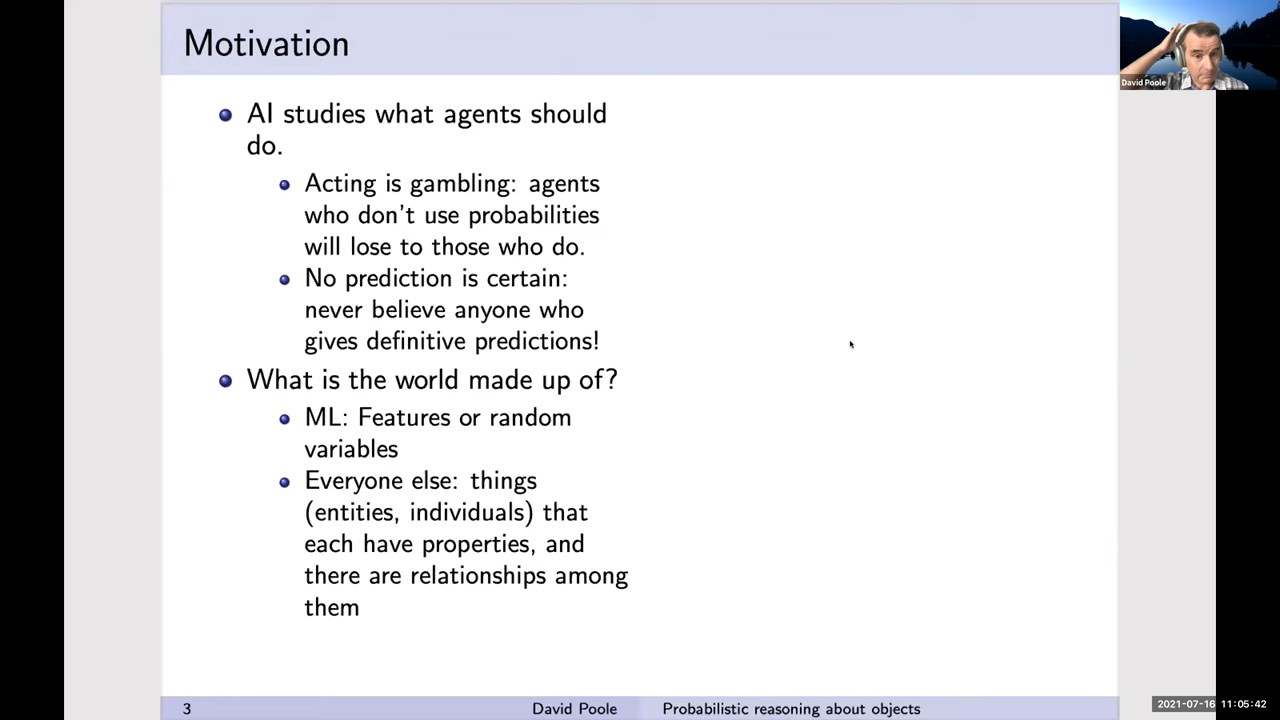 Motivation
AI studies what agents should
do.
Acting is gambling: agents
who don't use probabilities
will lose to those who do.
No prediction is certain:
never believe anyone who
gives definitive predictions!
What is the world made up of?
ML: Features or random
variables
Everyone else: things
(entities, individuals) that
each have properties, and
there are relationships among
them
3 David Poole Probabilistic reasoning about objects
David Poole
2021-07-16 11:05:42